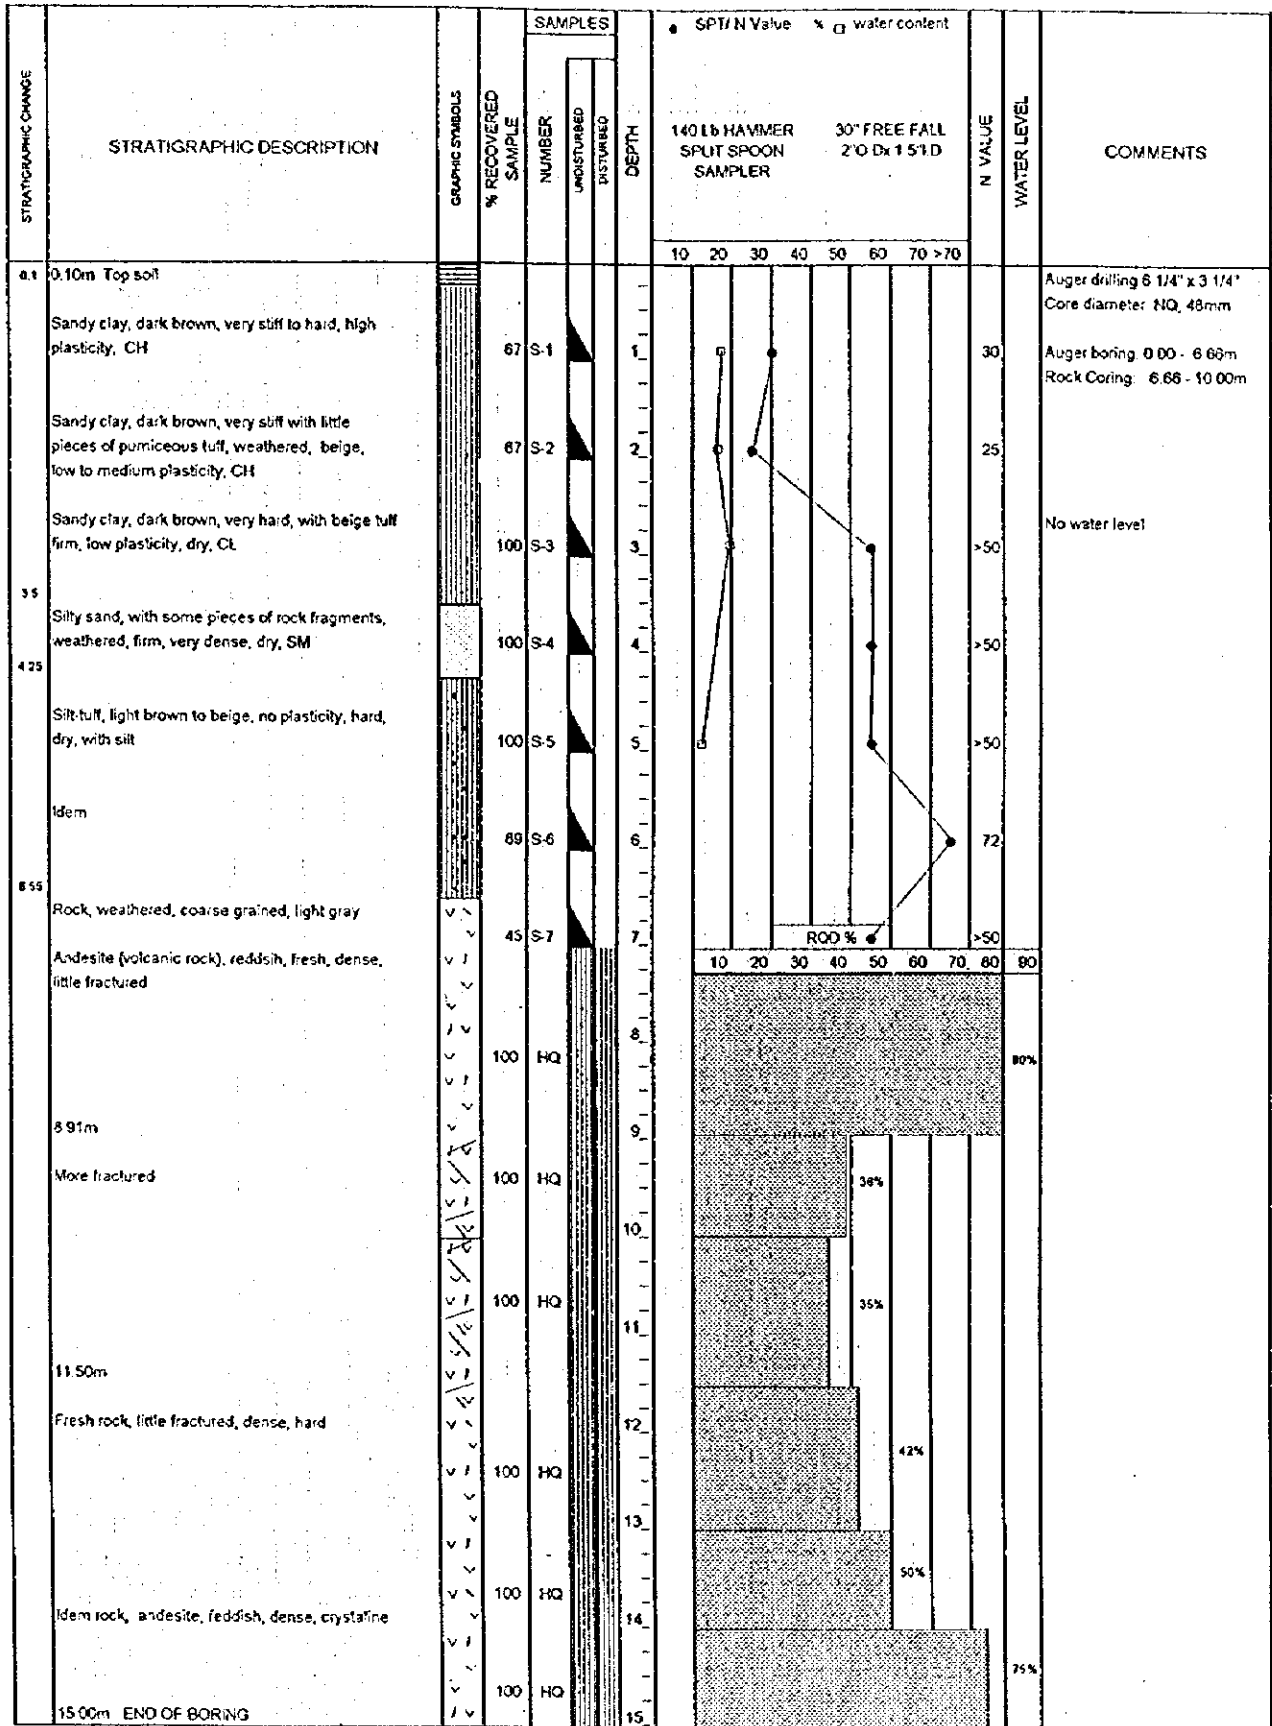 SAMPLES
● SPT/ N Value % □ water content
STRATIGRAPHIC CHANGE
STRATIGRAPHIC DESCRIPTION
GRAPHIC SYMBOLS
% RECOVERED SAMPLE
NUMBER
UNDISTURBED
DISTURBED
DEPTH
140 Lb HAMMER
SPLIT SPOON
SAMPLER
30" FREE FALL
N VALUE
WATER LEVEL
COMMENTS
10 20 30 40 50 60 70 >70
0.1 0.10m Top soil
Auger drilling 6 1/4" x 3 1/4"
Core diameter NQ, 48mm
Sandy clay, dark brown, very stiff to hard, high
plasticity, CH
67 S-1 1 30
Auger boring 0.00 - 6.66m
Rock Coring: 6.66 - 10.00m
Sandy clay, dark brown, very stiff with little
pieces of pumiceous tuff, weathered, beige,
low to medium plasticity, CH
67 S-2 2 25
Sandy clay, dark brown, very hard, with beige tuff
firm, low plasticity, dry, CL
100 S-3 3 >50
No water level
3.5
Silty sand, with some pieces of rock fragments,
weathered, firm, very dense, dry, SM
100 S-4 4 >50
4.25
Silt-tuff, light brown to beige, no plasticity, hard,
dry, with silt
100 S-5 5 >50
Idem
89 S-6 6 72
6.55
Rock, weathered, coarse grained, light gray
45 S-7 7 RQD % >50
Andesite (volcanic rock), reddsih, fresh, dense,
little fractured
10 20 30 40 50 60 70 80 90
8
100 HQ 80%
8.91m
9
More fractured
100 HQ 36%
10
100 HQ 35%
11
11.50m
Fresh rock, little fractured, dense, hard
12
42%
100 HQ
13
100 HQ 50%
Idem rock, andesite, reddish, dense, crystaline
14
75%
100 HQ
15.00m END OF BORING
15